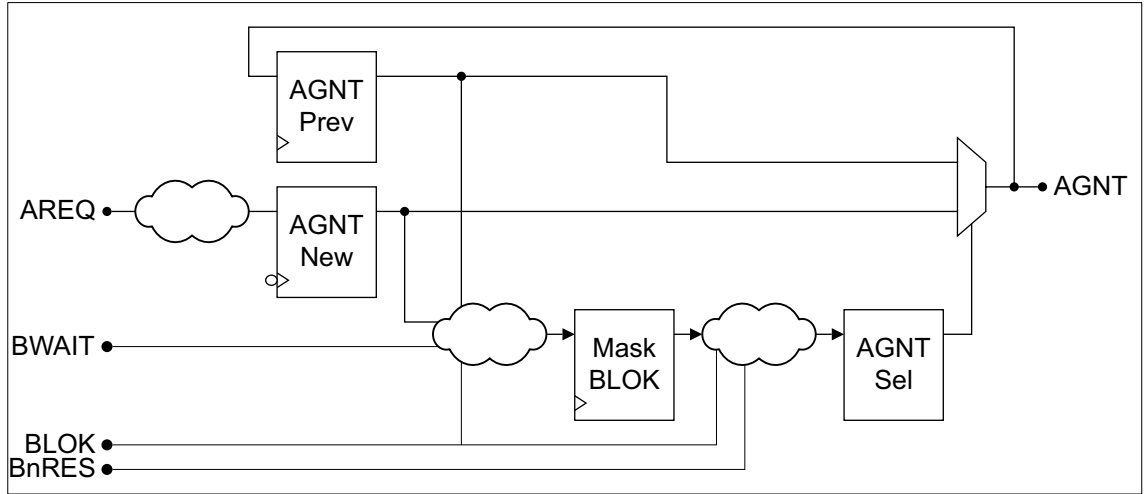 AGNT
Prev
AREQ
AGNT
New
AGNT
BWAIT
Mask
BLOK
AGNT
Sel
BLOK
BnRES